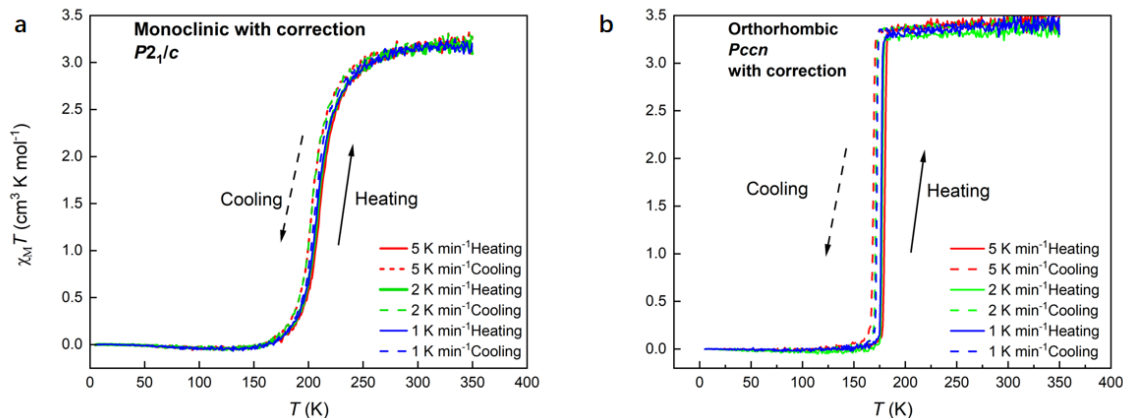 a
Monoclinic with correction
P2₁/c
3.5
3.0
2.5
2.0
1.5
1.0
0.5
0.0
χ_M T (cm³ K mol⁻¹)
Cooling
Heating
5 K min⁻¹Heating
5 K min⁻¹Cooling
2 K min⁻¹Heating
2 K min⁻¹Cooling
1 K min⁻¹Heating
1 K min⁻¹Cooling
0 50 100 150 200 250 300 350 400
T (K)
b
Orthorhombic
Pccn
with correction
3.5
3.0
2.5
2.0
1.5
1.0
0.5
0.0
Cooling
Heating
5 K min⁻¹Heating
5 K min⁻¹Cooling
2 K min⁻¹Heating
2 K min⁻¹Cooling
1 K min⁻¹Heating
1 K min⁻¹Cooling
0 50 100 150 200 250 300 350 400
T (K)